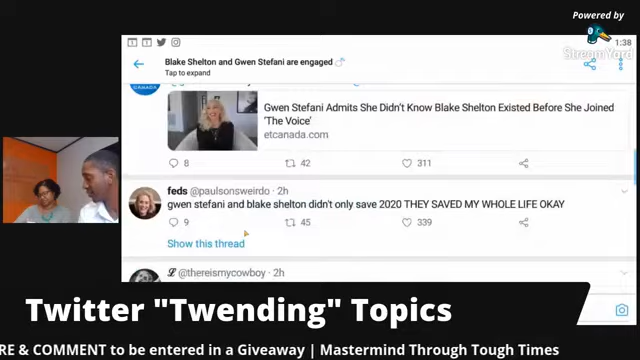 Powered by
StreamYard
1:38
Blake Shelton and Gwen Stefani are engaged
Tap to expand
CANADA
Gwen Stefani Admits She Didn't Know Blake Shelton Existed Before She Joined
'The Voice'
etcanada.com
8 42 311
feds @paulsonsweirdo · 2h
gwen stefani and blake shelton didn't only save 2020 THEY SAVED MY WHOLE LIFE OKAY
9 45 339
Show this thread
ℒ @thereismycowboy · 2h
Twitter "Twending" Topics
RE & COMMENT to be entered in a Giveaway | Mastermind Through Tough Times